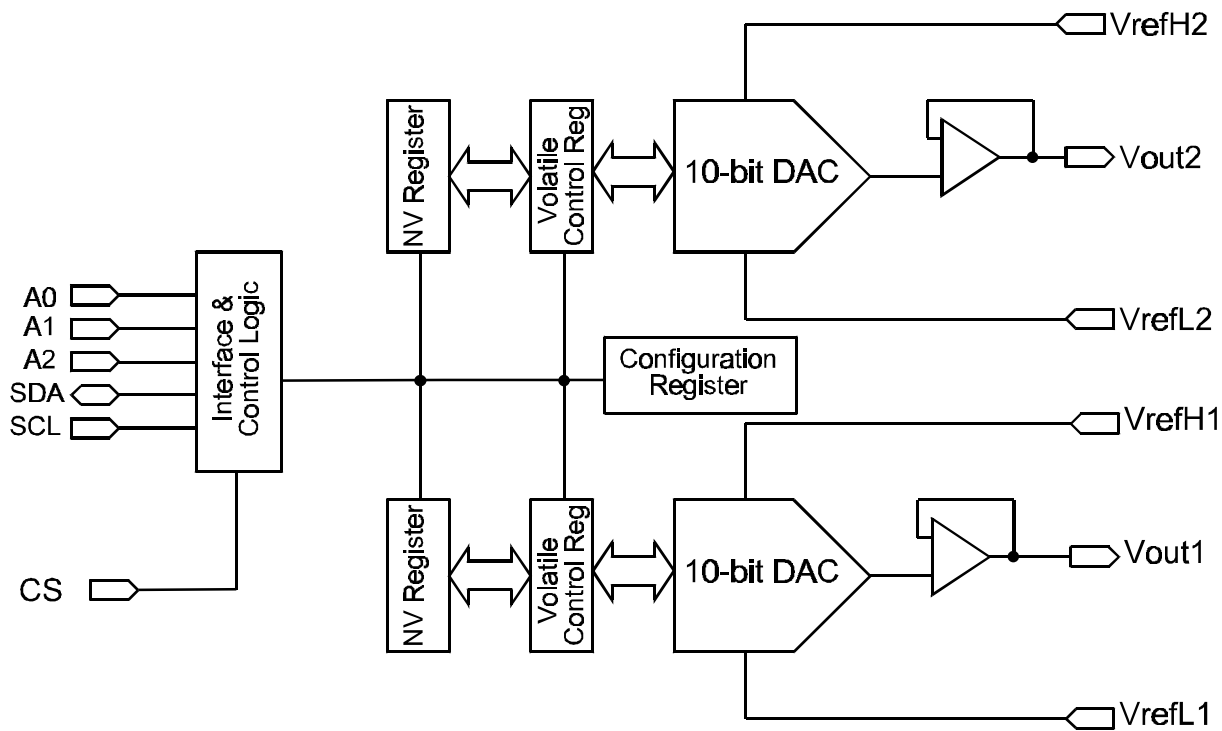 VrefH2
NV Register
Volatile
Control Reg
10-bit DAC
Vout2
VrefL2
A0
A1
A2
SDA
SCL
Interface &
Control Logic
Configuration
Register
VrefH1
NV Register
Volatile
Control Reg
10-bit DAC
Vout1
CS
VrefL1